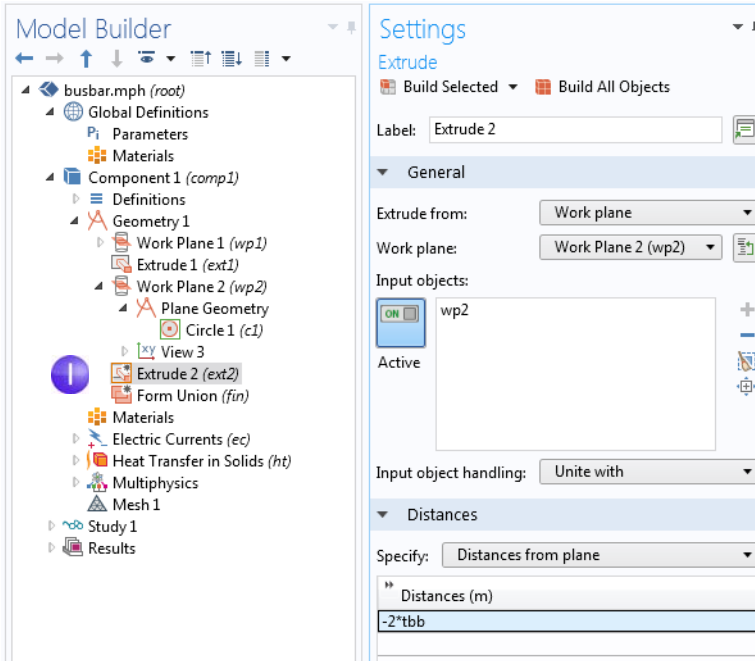 Model Builder
busbar.mph (root)
Global Definitions
Pi Parameters
Materials
Component 1 (comp1)
Definitions
Geometry 1
Work Plane 1 (wp1)
Extrude 1 (ext1)
Work Plane 2 (wp2)
Plane Geometry
Circle 1 (c1)
xy View 3
Extrude 2 (ext2)
Form Union (fin)
Materials
Electric Currents (ec)
Heat Transfer in Solids (ht)
Multiphysics
Mesh 1
Study 1
Results
Settings
Extrude
Build Selected
Build All Objects
Label: Extrude 2
General
Extrude from: Work plane
Work plane: Work Plane 2 (wp2)
Input objects:
ON
wp2
Active
Input object handling: Unite with
Distances
Specify: Distances from plane
Distances (m)
-2*tbb